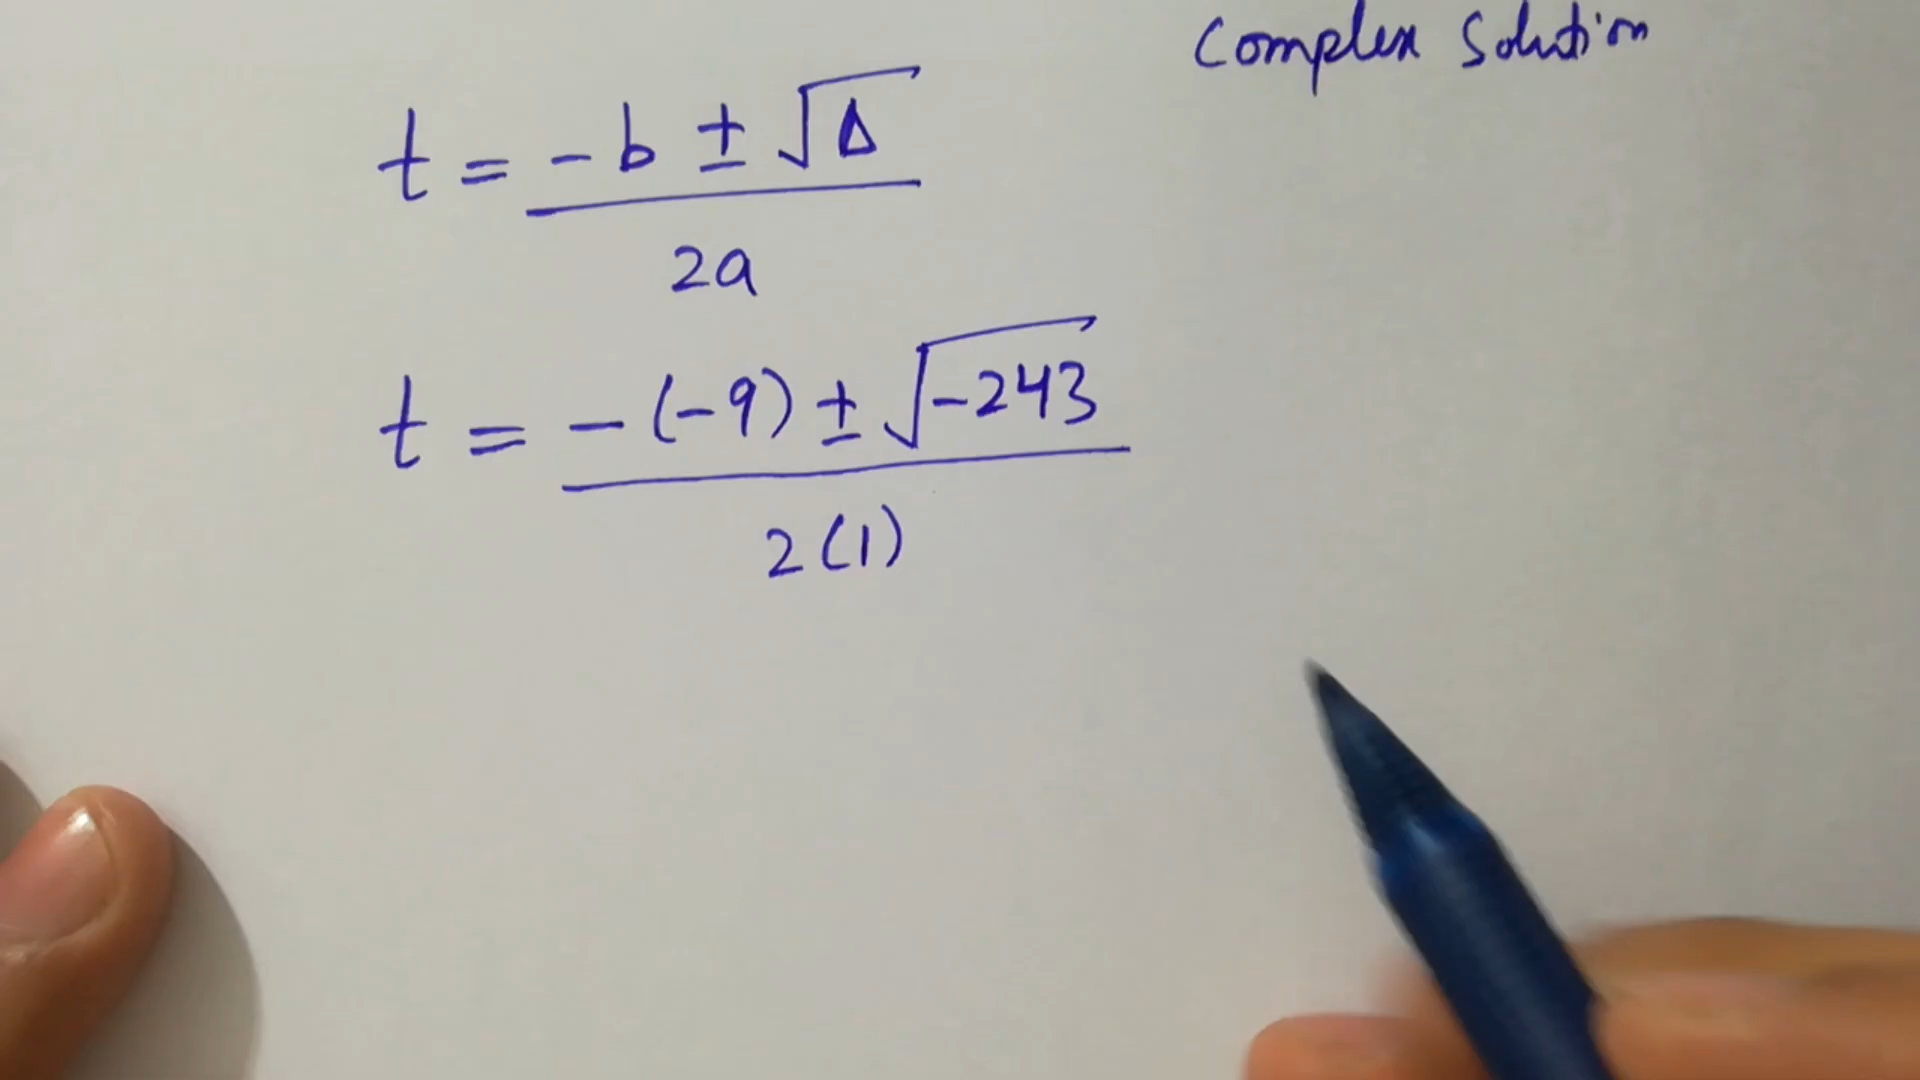 Complex Solution
t = -b ± √Δ / 2a
t = -(-9) ± √-243 / 2(1)